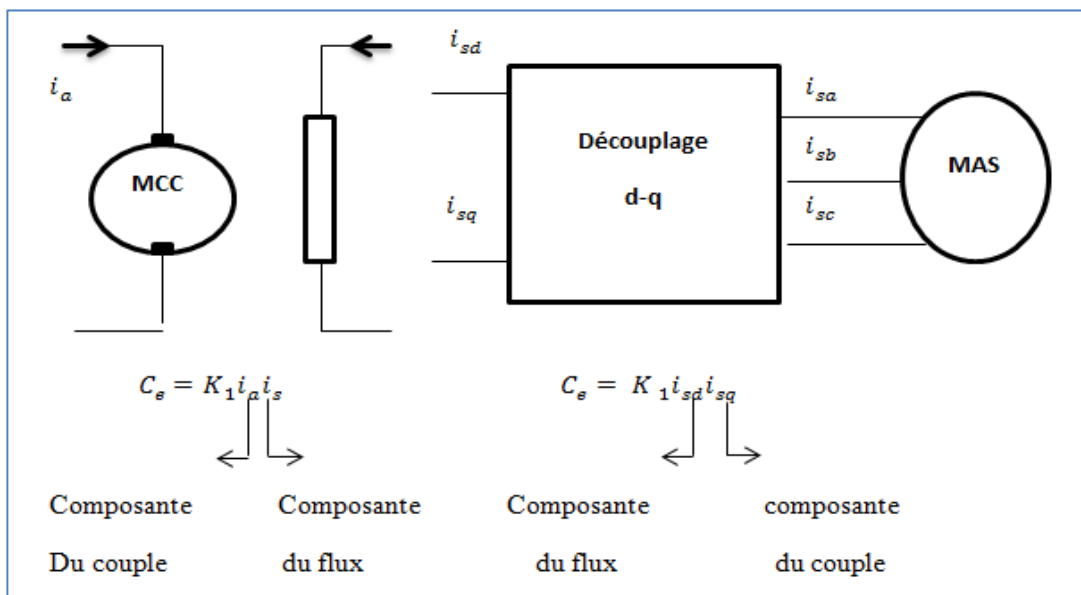 i_a
MCC
i_sd
i_sq
Découplage
d-q
i_sa
i_sb
i_sc
MAS
C_e = K_1 i_a i_s
C_e = K_1 i_sd i_sq
Composante
Du couple
Composante
du flux
Composante
du flux
composante
du couple